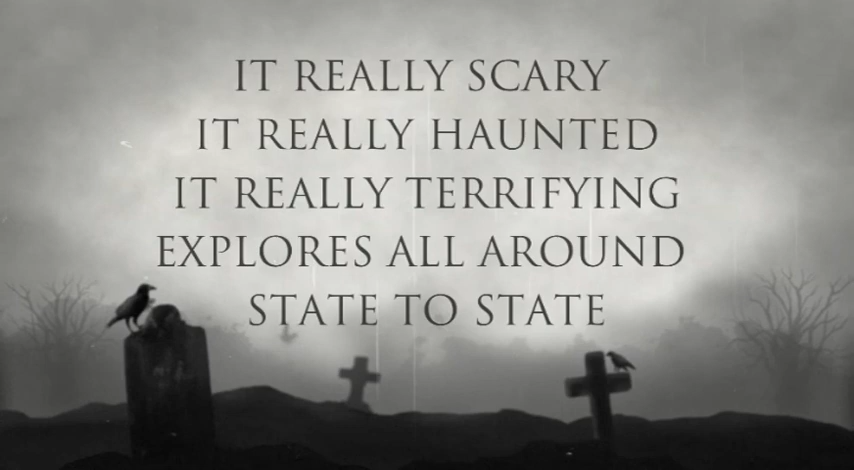 IT REALLY SCARY
IT REALLY HAUNTED
IT REALLY TERRIFYING
EXPLORES ALL AROUND
STATE TO STATE